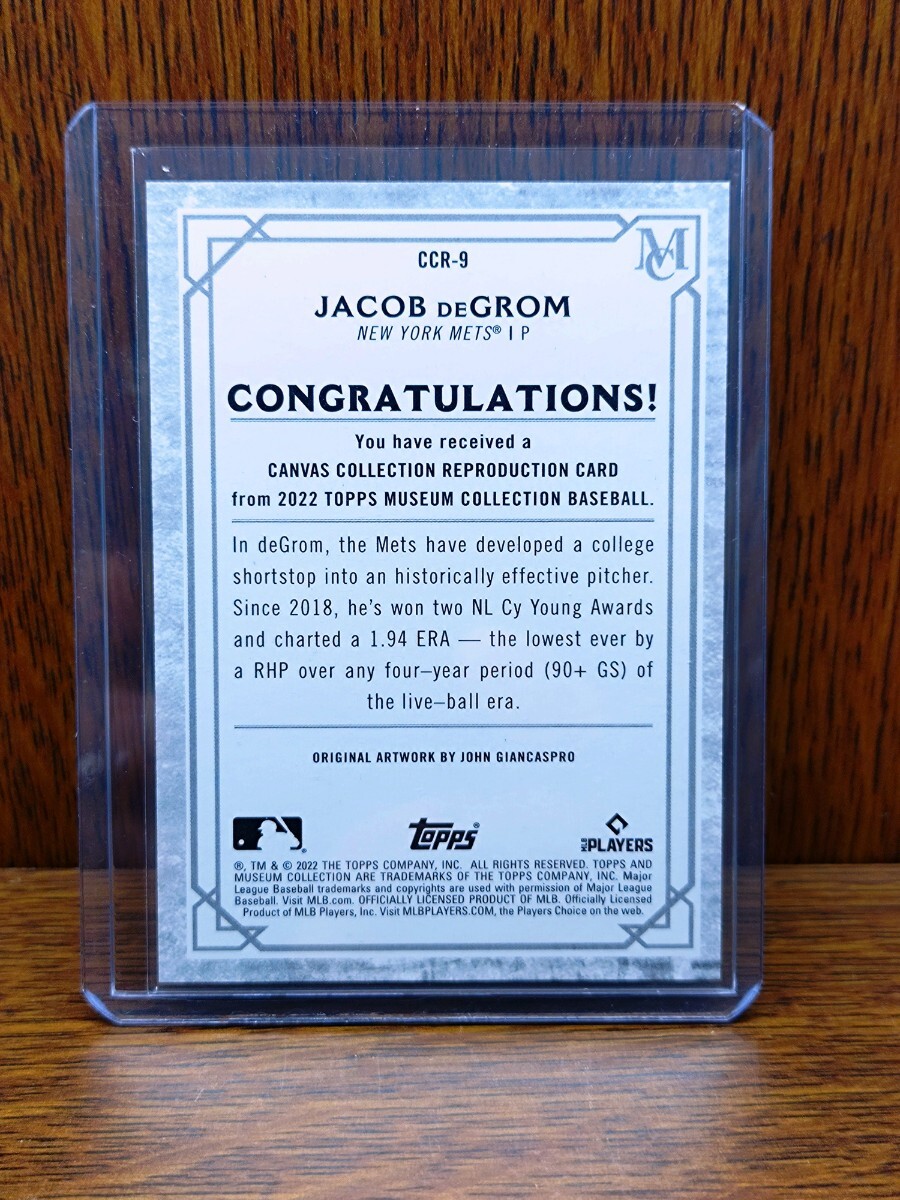 MC
CCR-9
JACOB DEGROM
NEW YORK METS® | P
CONGRATULATIONS!
You have received a
CANVAS COLLECTION REPRODUCTION CARD
from 2022 TOPPS MUSEUM COLLECTION BASEBALL.
In deGrom, the Mets have developed a college
shortstop into an historically effective pitcher.
Since 2018, he's won two NL Cy Young Awards
and charted a 1.94 ERA — the lowest ever by
a RHP over any four–year period (90+ GS) of
the live–ball era.
ORIGINAL ARTWORK BY JOHN GIANCASPRO
topps®
MLB PLAYERS
®, TM & © 2022 THE TOPPS COMPANY, INC. ALL RIGHTS RESERVED. TOPPS AND
MUSEUM COLLECTION ARE TRADEMARKS OF THE TOPPS COMPANY, INC. Major
League Baseball trademarks and copyrights are used with permission of Major League
Baseball. Visit MLB.com. OFFICIALLY LICENSED PRODUCT OF MLB. Officially Licensed
Product of MLB Players, Inc. Visit MLBPLAYERS.COM, the Players Choice on the web.